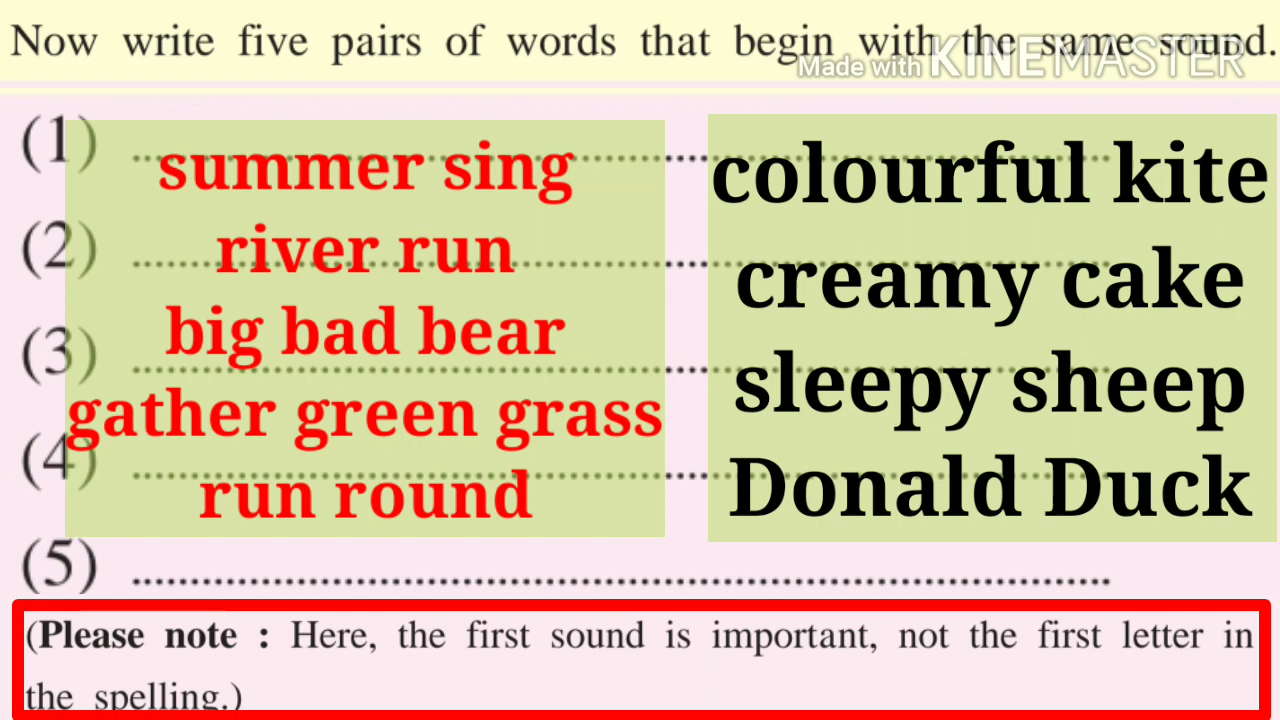 Now write five pairs of words that begin with the same sound.
Made with KINEMASTER
(1) ............................................................
summer sing
colourful kite
(2) ............................................................
river run
creamy cake
(3) ............................................................
big bad bear
sleepy sheep
(4) ............................................................
gather green grass
run round
Donald Duck
(5) ............................................................
(Please note : Here, the first sound is important, not the first letter in
the spelling.)